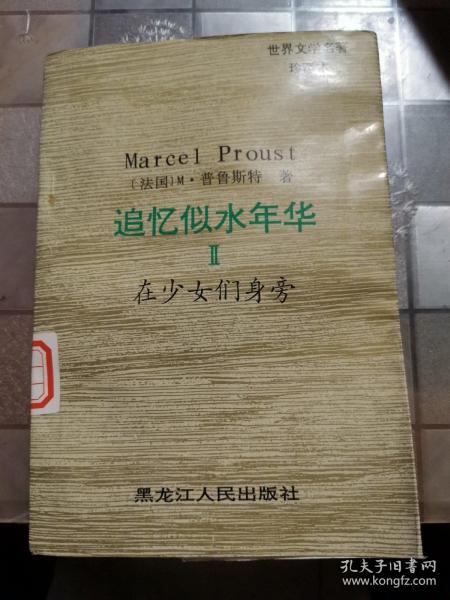 世界文学名著
珍藏本
Marcel Proust
〔法国〕M·普鲁斯特 著
追忆似水年华
II
在少女们身旁
黑龙江人民出版社
孔夫子旧书网
www.kongfz.com